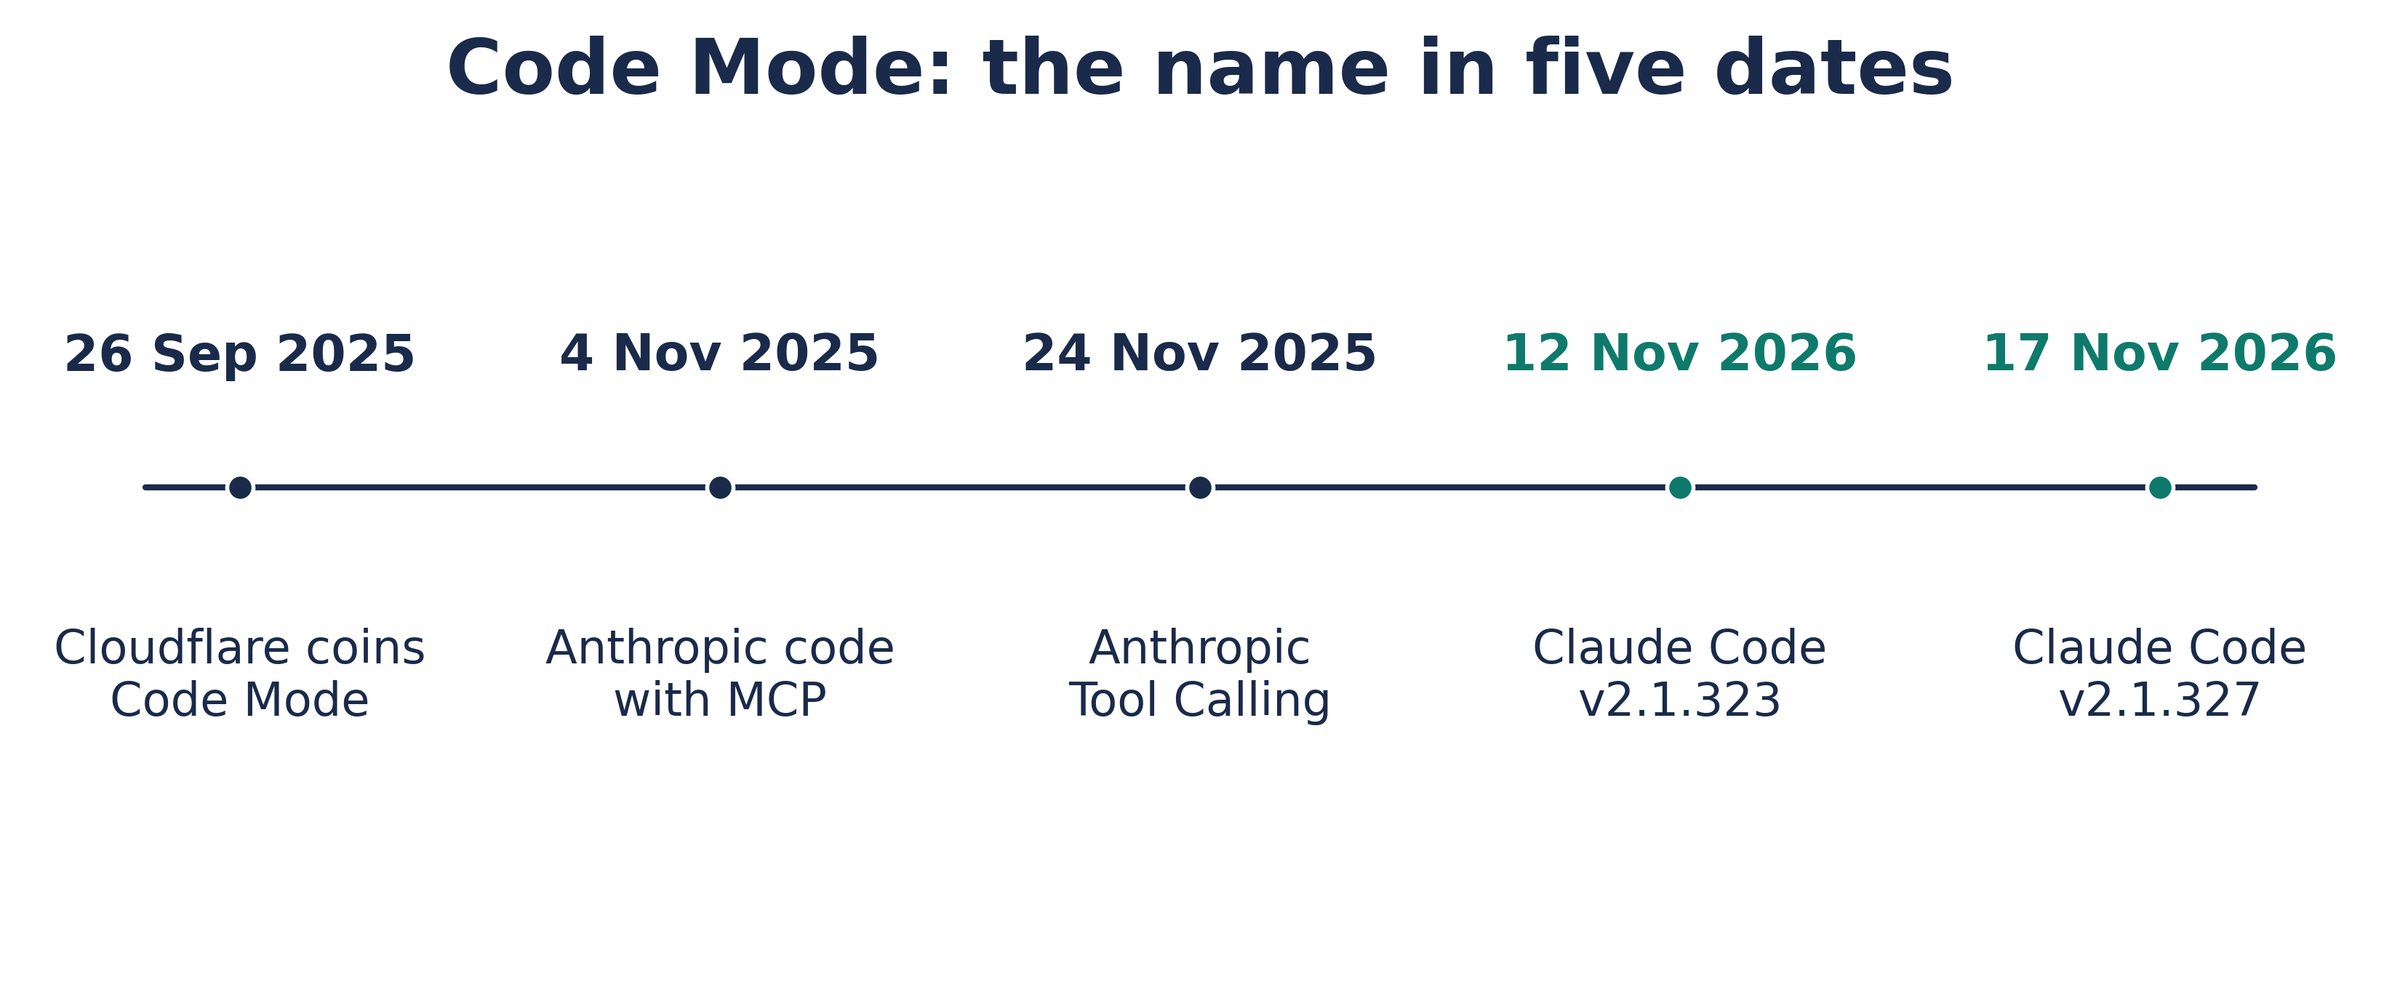 Code Mode: the name in five dates
26 Sep 2025
4 Nov 2025
24 Nov 2025
12 Nov 2026
17 Nov 2026
Cloudflare coins
Code Mode
Anthropic code
with MCP
Anthropic
Tool Calling
Claude Code
v2.1.323
Claude Code
v2.1.327